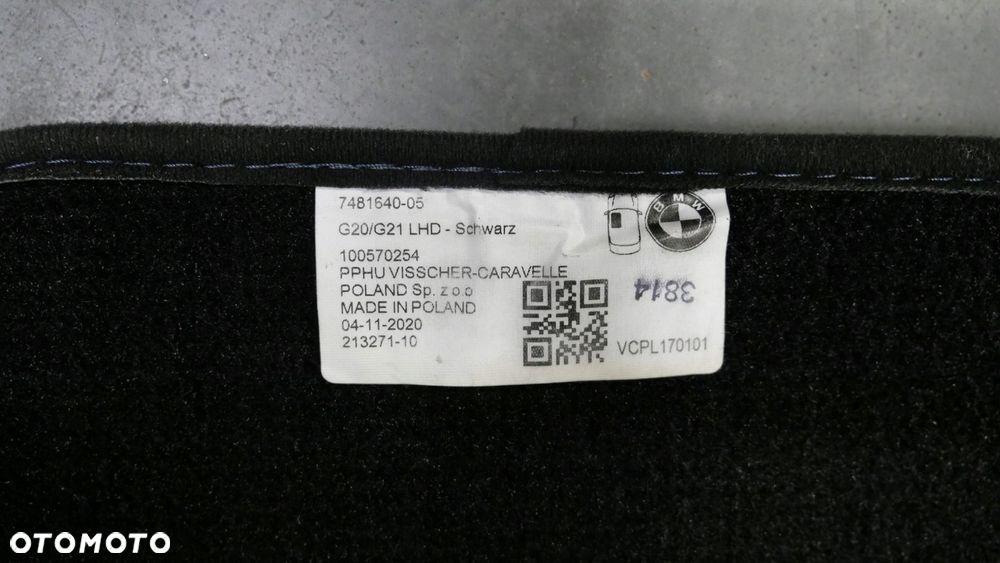 7481640-05
BMW
G20/G21 LHD - Schwarz
100570254
PPHU VISSCHER-CARAVELLE
POLAND Sp. z o.o
MADE IN POLAND
04-11-2020
213271-10
3814
VCPL170101
OTOMOTO